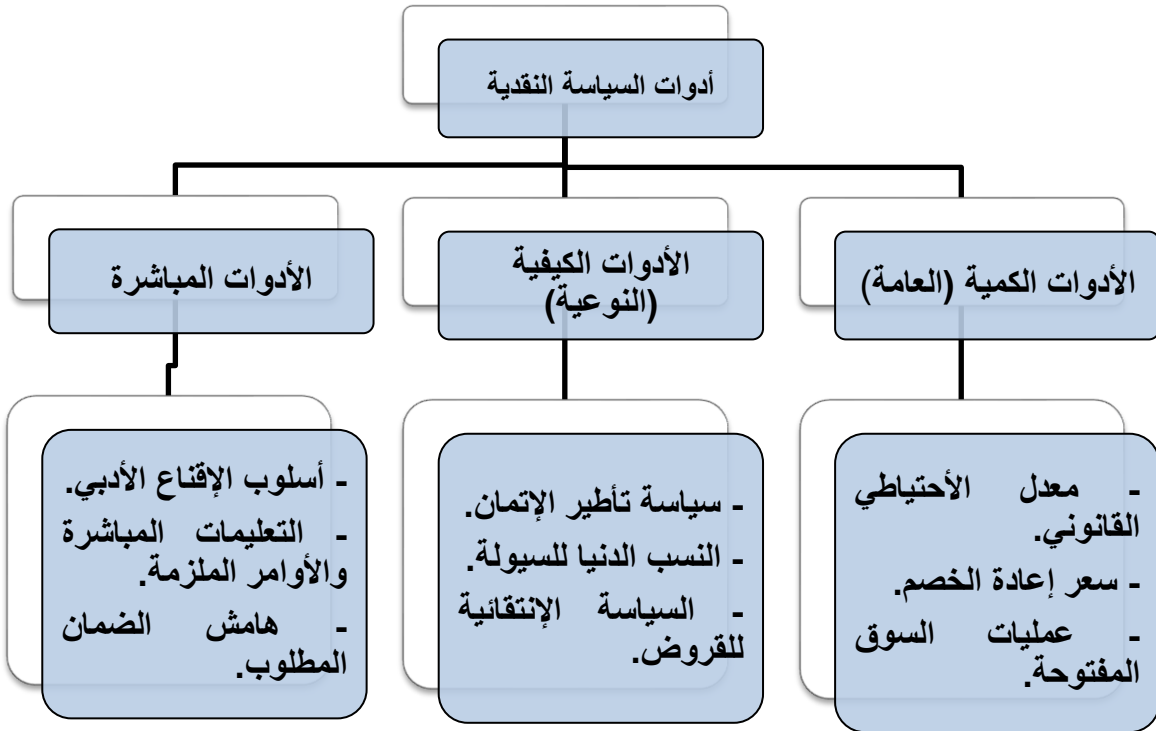 أدوات السياسة النقدية
الأدوات الكمية (العامة)
الأدوات الكيفية
(النوعية)
الأدوات المباشرة
- معدل الأحتياطي
القانوني.
- سعر إعادة الخصم.
- عمليات السوق
المفتوحة.
- سياسة تأطير الإتمان.
- النسب الدنيا للسيولة.
- السياسة الإنتقائية
للقروض.
- أسلوب الإقناع الأدبي.
- التعليمات المباشرة
والأوامر الملزمة.
- هامش الضمان
المطلوب.